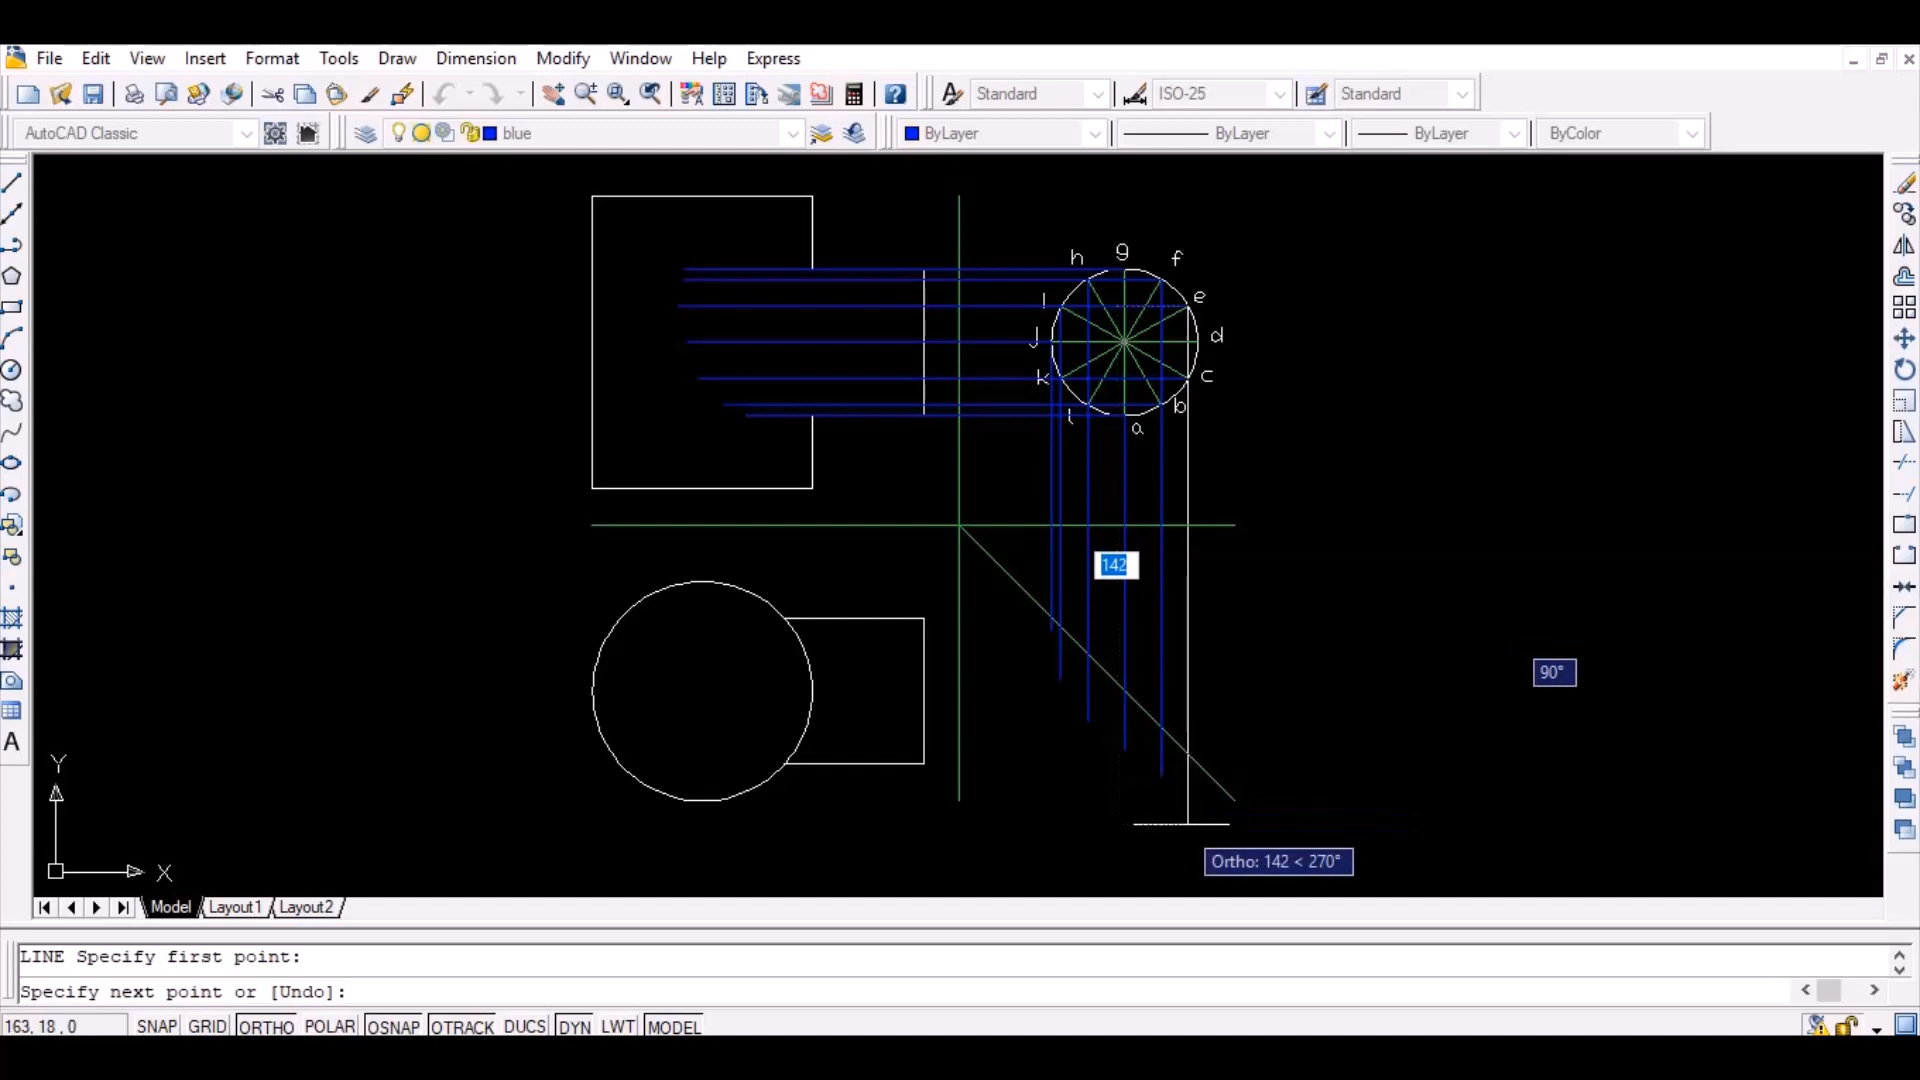 File Edit View Insert Format Tools Draw Dimension Modify Window Help Express
Standard ISO-25 Standard
AutoCAD Classic blue ByLayer ByLayer ByLayer ByColor
h g f
i e
j d
k c
l b
a
142
90°
Y
X
Ortho: 142 < 270°
Model Layout1 Layout2
LINE Specify first point:
Specify next point or [Undo]:
163, 18 , 0 SNAP GRID ORTHO POLAR OSNAP OTRACK DUCS DYN LWT MODEL